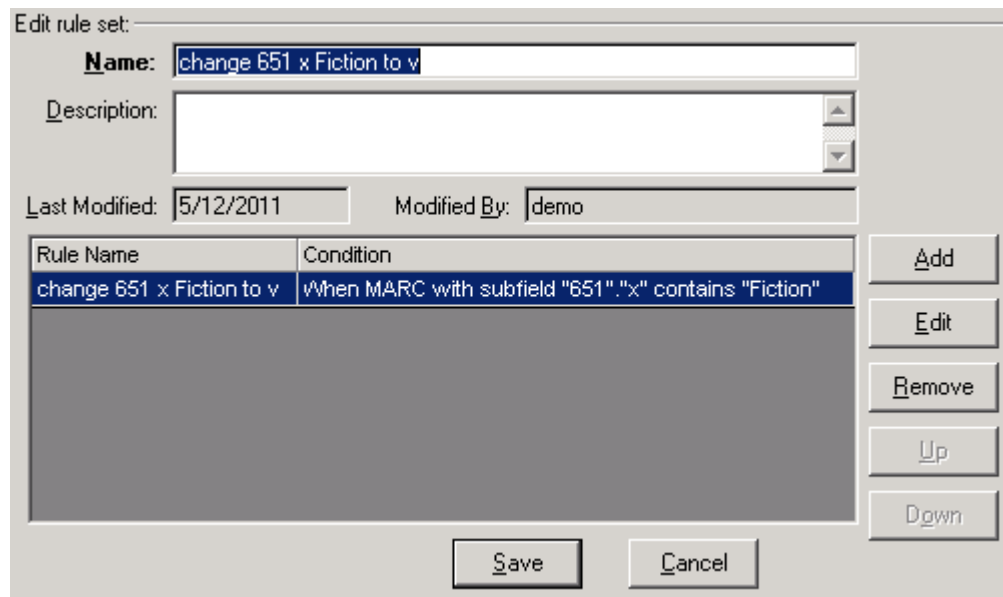 Edit rule set:
Name: change 651 x Fiction to v
Description:
Last Modified: 5/12/2011 Modified By: demo
Rule Name Condition Add
change 651 x Fiction to v When MARC with subfield "651"."x" contains "Fiction"
Edit
Remove
Up
Down
Save Cancel